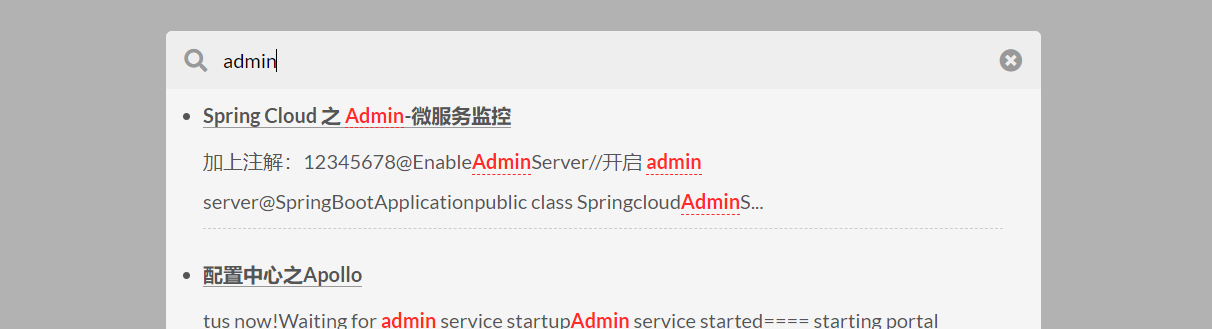 admin
Spring Cloud 之 Admin-微服务监控
加上注解：12345678@EnableAdminServer//开启 admin
server@SpringBootApplicationpublic class SpringcloudAdminS...
配置中心之Apollo
tus now!Waiting for admin service startupAdmin service started==== starting portal